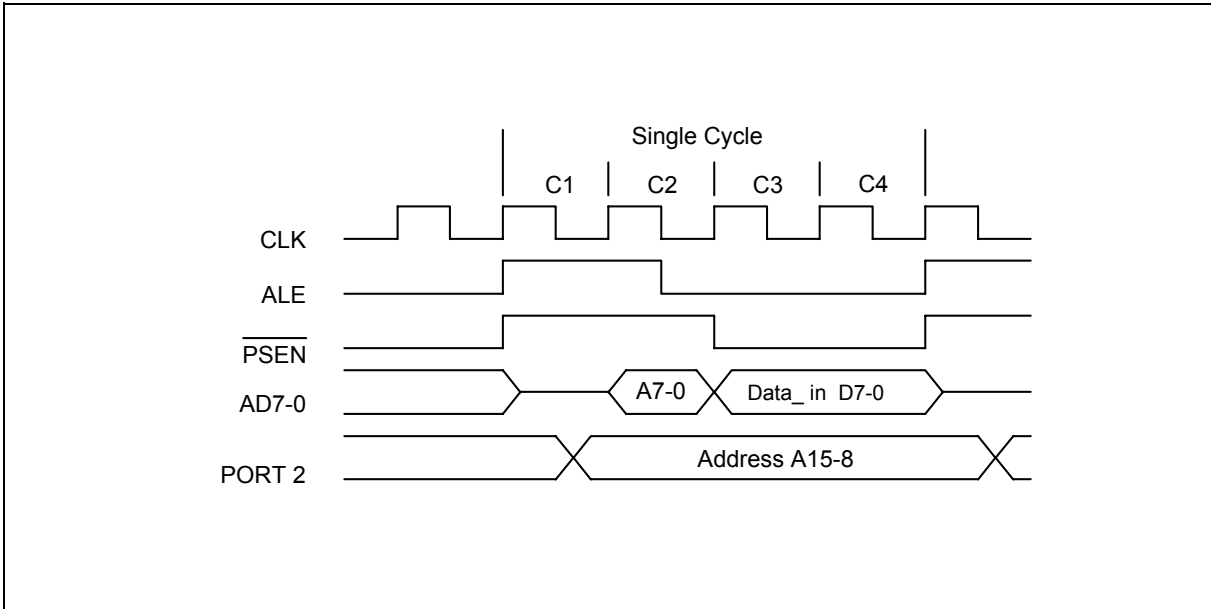 Single Cycle
C1 C2 C3 C4
CLK
ALE
PSEN
AD7-0 A7-0 Data_ in D7-0
PORT 2 Address A15-8